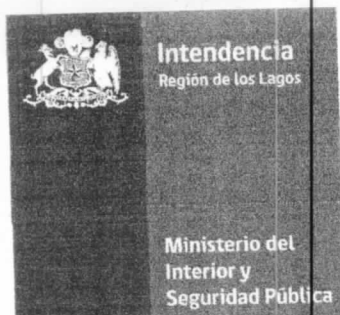 Intendencia
Región de los Lagos
Ministerio del
Interior y
Seguridad Pública